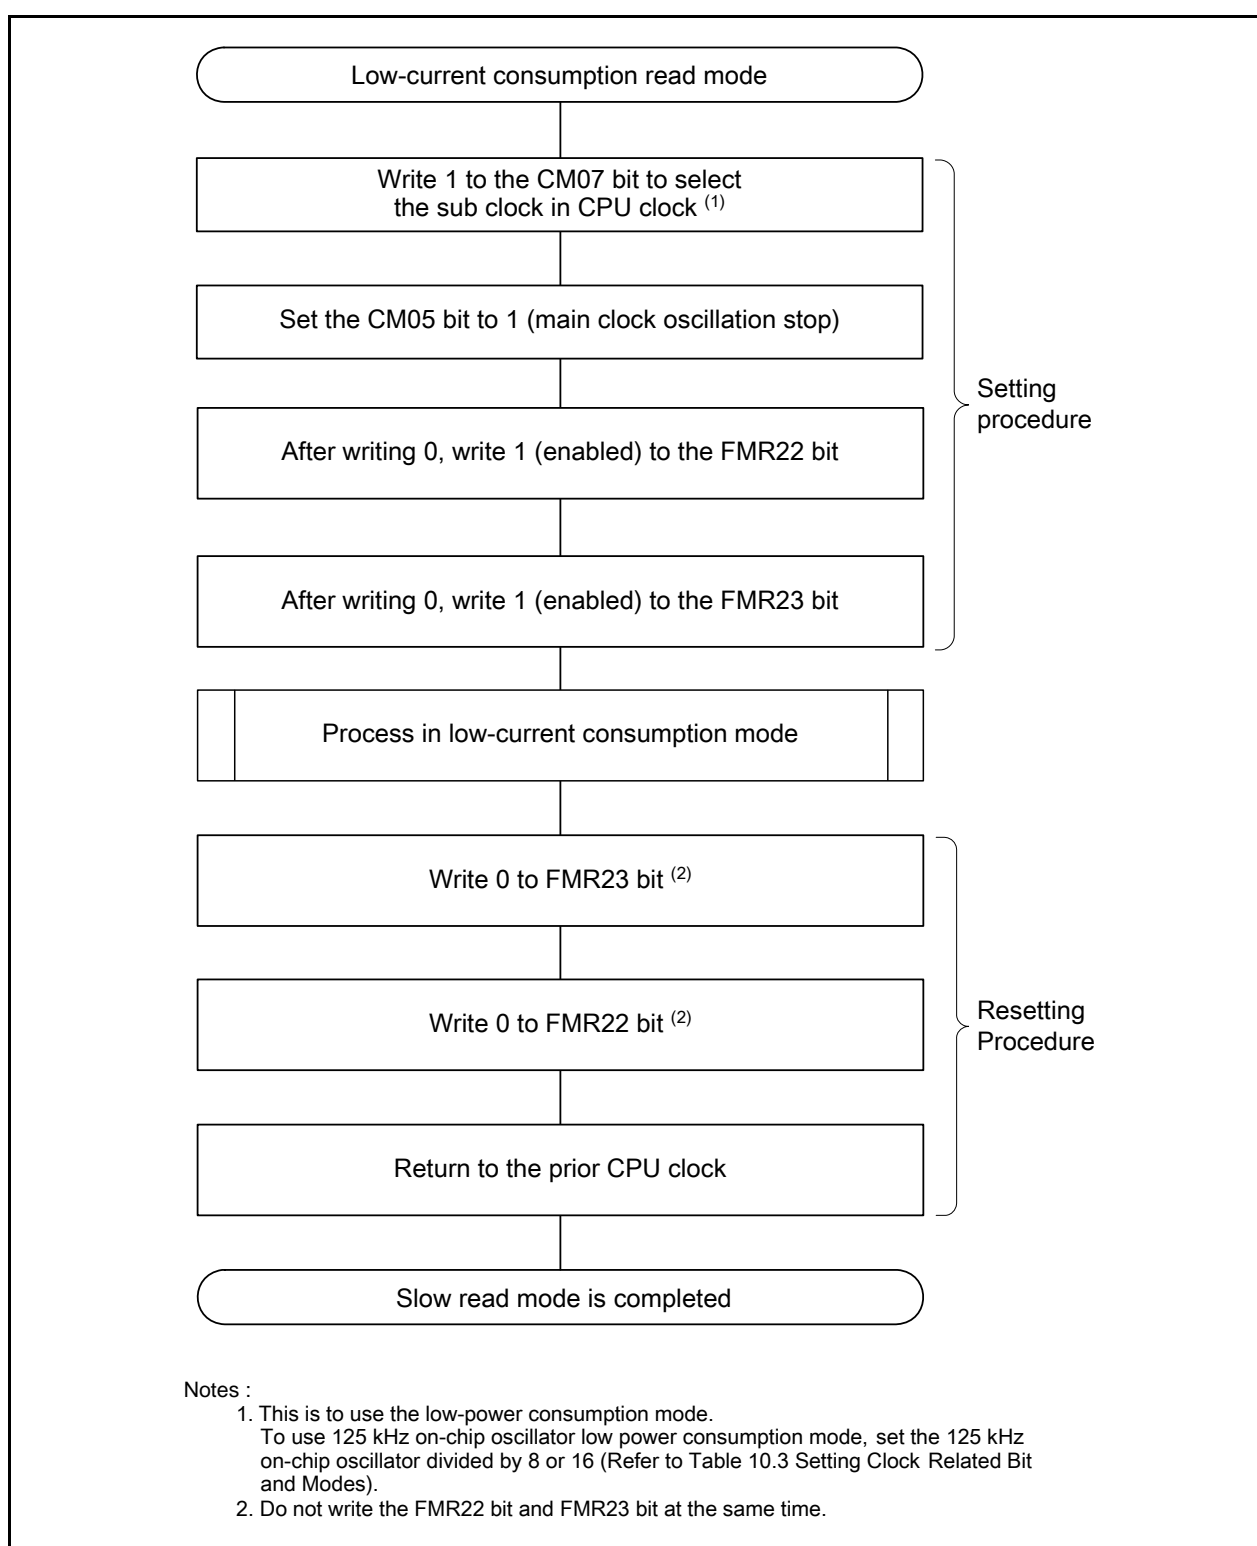 Low-current consumption read mode
Write 1 to the CM07 bit to select
the sub clock in CPU clock (1)
Set the CM05 bit to 1 (main clock oscillation stop)
After writing 0, write 1 (enabled) to the FMR22 bit
After writing 0, write 1 (enabled) to the FMR23 bit
Setting
procedure
Process in low-current consumption mode
Write 0 to FMR23 bit (2)
Write 0 to FMR22 bit (2)
Return to the prior CPU clock
Resetting
Procedure
Slow read mode is completed
Notes :
1. This is to use the low-power consumption mode.
To use 125 kHz on-chip oscillator low power consumption mode, set the 125 kHz
on-chip oscillator divided by 8 or 16 (Refer to Table 10.3 Setting Clock Related Bit
and Modes).
2. Do not write the FMR22 bit and FMR23 bit at the same time.